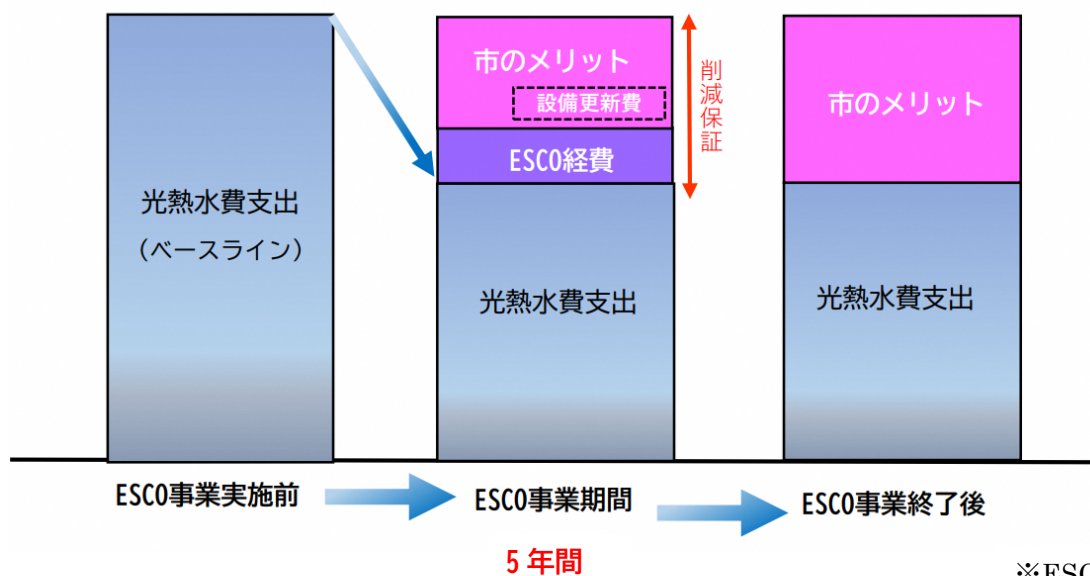 光熱水費支出
（ベースライン）
市のメリット
設備更新費
ESCO経費
光熱水費支出
削減保証
市のメリット
光熱水費支出
ESCO事業実施前
ESCO事業期間
ESCO事業終了後
5年間
※ESC